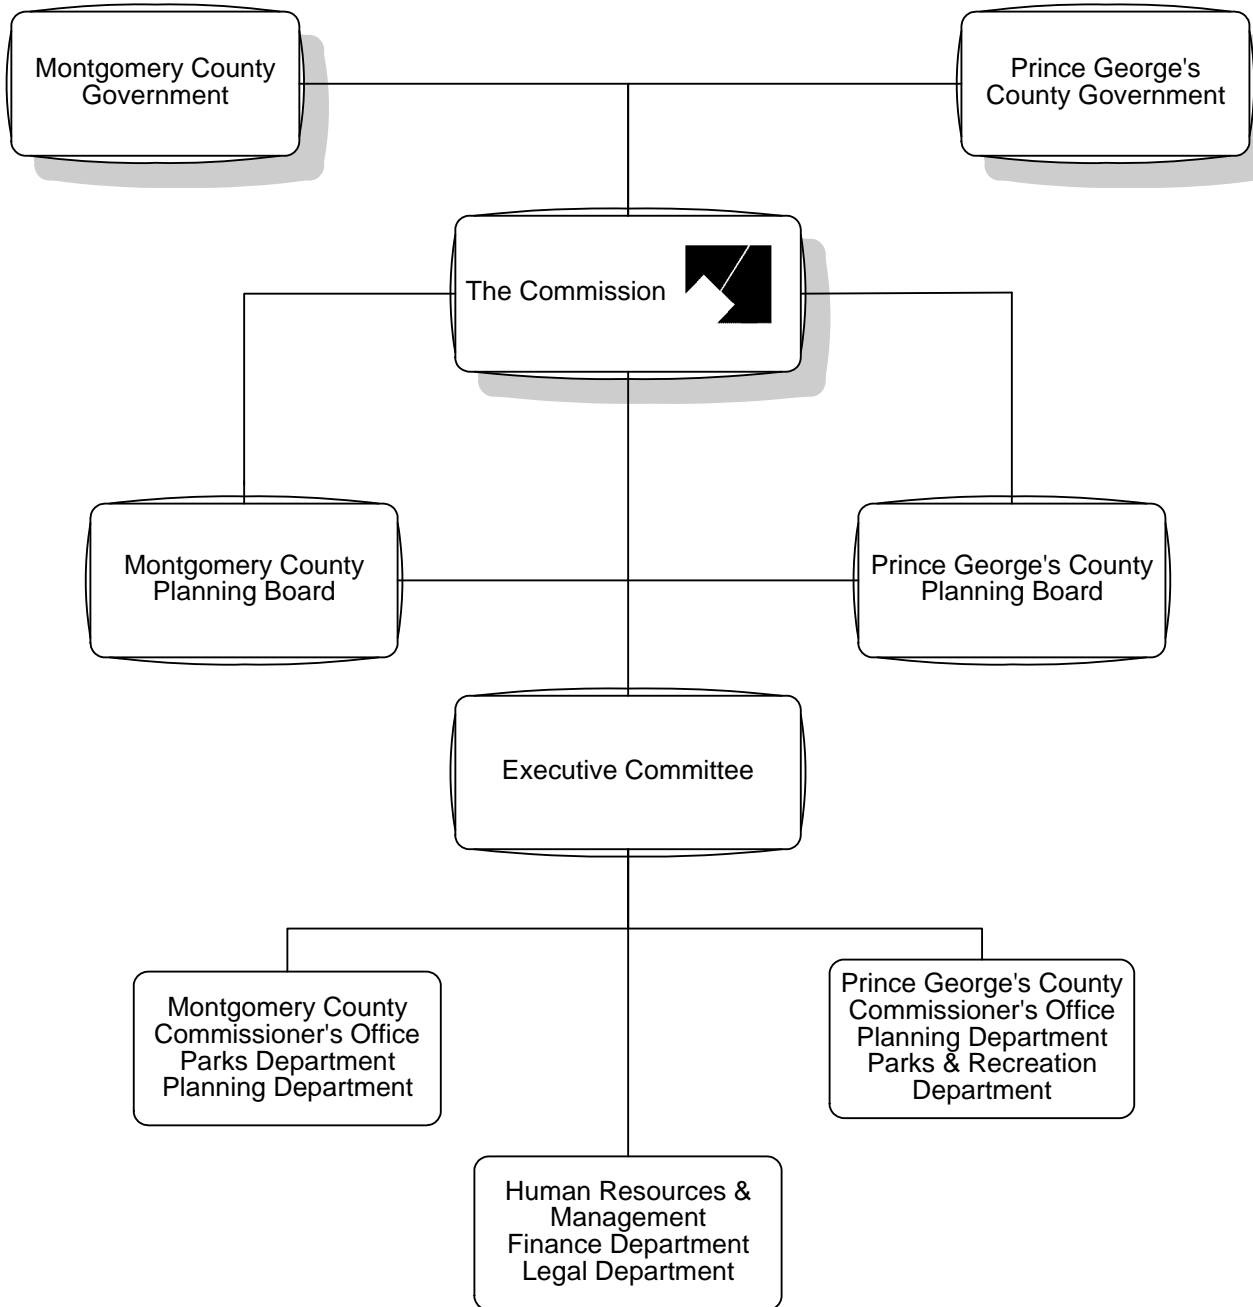 Montgomery County
Government
Prince George's
County Government
The Commission
Montgomery County
Planning Board
Prince George's County
Planning Board
Executive Committee
Montgomery County
Commissioner's Office
Parks Department
Planning Department
Prince George's County
Commissioner's Office
Planning Department
Parks & Recreation
Department
Human Resources &
Management
Finance Department
Legal Department